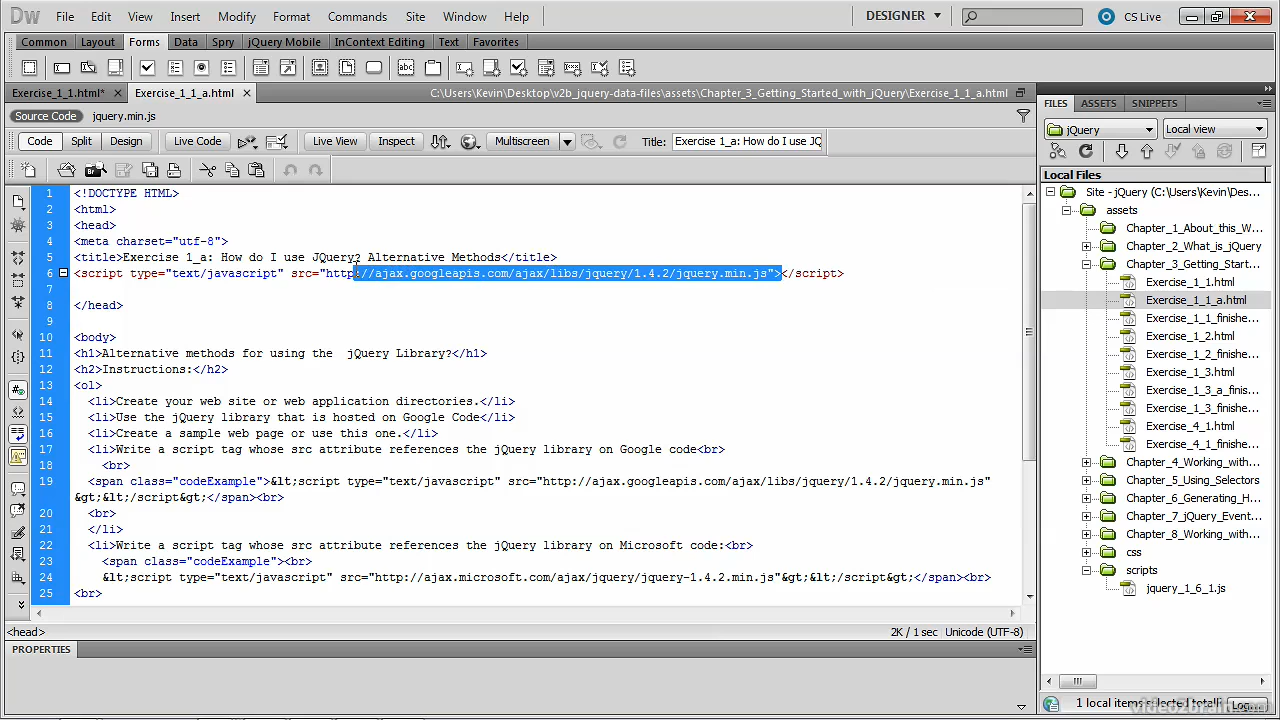 Dw File Edit View Insert Modify Format Commands Site Window Help DESIGNER CS Live
Common Layout Forms Data Spry jQuery Mobile InContext Editing Text Favorites
Exercise_1_1.html* Exercise_1_1_a.html C:\Users\Kevin\Desktop\v2b_jquery-data-files\assets\Chapter_3_Getting_Started_with_jQuery\Exercise_1_1_a.html
Source Code jquery.min.js
Code Split Design Live Code Live View Inspect Multiscreen Title: Exercise 1_a: How do I use JQ
1 <!DOCTYPE HTML>
2 <html>
3 <head>
4 <meta charset="utf-8">
5 <title>Exercise 1_a: How do I use JQuery? Alternative Methods</title>
6 <script type="text/javascript" src="http://ajax.googleapis.com/ajax/libs/jquery/1.4.2/jquery.min.js"></script>
7
8 </head>
9
10 <body>
11 <h1>Alternative methods for using the  jQuery Library?</h1>
12 <h2>Instructions:</h2>
13 <ol>
14 <li>Create your web site or web application directories.</li>
15 <li>Use the jQuery library that is hosted on Google Code</li>
16 <li>Create a sample web page or use this one.</li>
17 <li>Write a script tag whose src attribute references the jQuery library on Google code<br>
18 <br>
19 <span class="codeExample">&lt;script type="text/javascript" src="http://ajax.googleapis.com/ajax/libs/jquery/1.4.2/jquery.min.js"
&gt;&lt;/script&gt;</span><br>
20 <br>
21 </li>
22 <li>Write a script tag whose src attribute references the jQuery library on Microsoft code:<br>
23 <span class="codeExample"><br>
24 &lt;script type="text/javascript" src="http://ajax.microsoft.com/ajax/jquery/jquery-1.4.2.min.js"&gt;&lt;/script&gt;</span><br>
25 <br>
<head> 2K / 1 sec Unicode (UTF-8)
PROPERTIES
FILES ASSETS SNIPPETS
jQuery Local view
Local Files
Site - jQuery (C:\Users\Kevin\Des...
assets
Chapter_1_About_this_W...
Chapter_2_What_is_jQuery
Chapter_3_Getting_Start...
Exercise_1_1.html
Exercise_1_1_a.html
Exercise_1_1_finishe...
Exercise_1_2.html
Exercise_1_2_finishe...
Exercise_1_3.html
Exercise_1_3_a_finis...
Exercise_1_3_finishe...
Exercise_4_1.html
Exercise_4_1_finishe...
Chapter_4_Working_with...
Chapter_5_Using_Selectors
Chapter_6_Generating_H...
Chapter_7_jQuery_Event...
Chapter_8_Working_with...
css
scripts
jquery_1_6_1.js
1 local items selected totalli Log...
video2brain.com